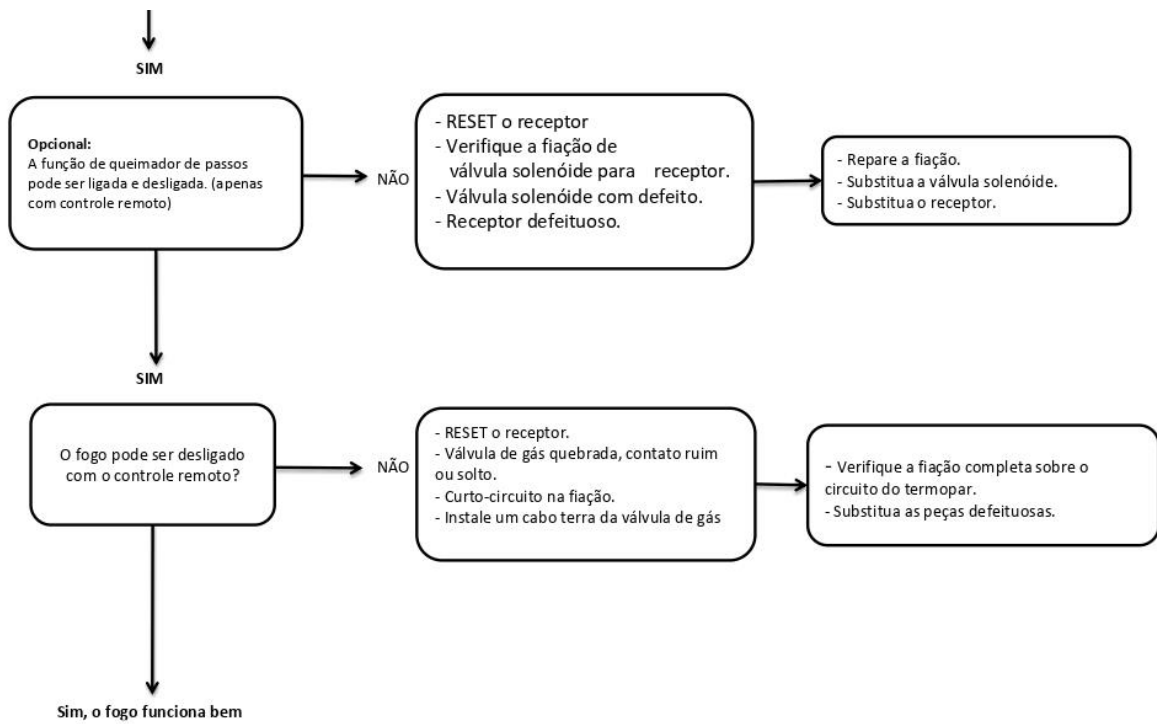 SIM
Opcional:
A função de queimador de passos
pode ser ligada e desligada. (apenas
com controle remoto)
NÃO
- RESET o receptor
- Verifique a fiação de
válvula solenóide para receptor.
- Válvula solenóide com defeito.
- Receptor defeituoso.
- Repare a fiação.
- Substitua a válvula solenóide.
- Substitua o receptor.
SIM
O fogo pode ser desligado
com o controle remoto?
NÃO
- RESET o receptor.
- Válvula de gás quebrada, contato ruim
ou solto.
- Curto-circuito na fiação.
- Instale um cabo terra da válvula de gás
- Verifique a fiação completa sobre o
circuito do termopar.
- Substitua as peças defeituosas.
Sim, o fogo funciona bem